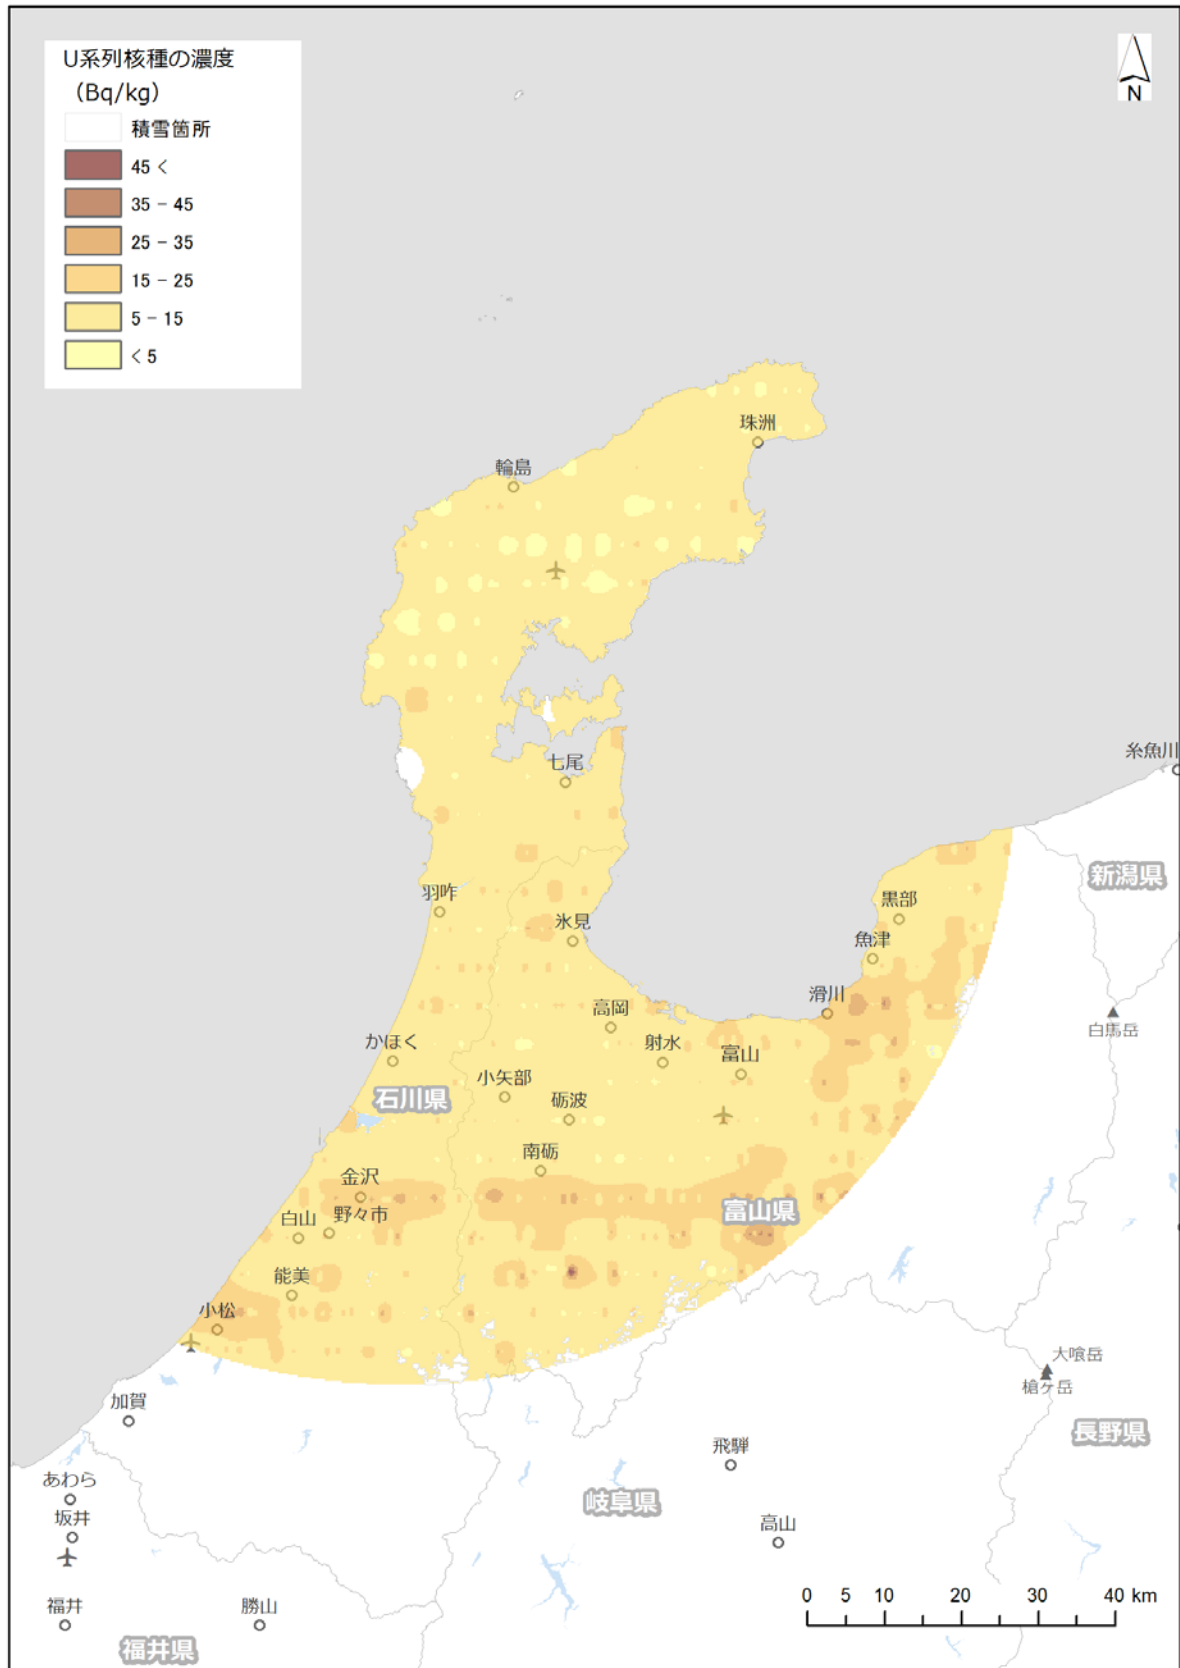 U系列核種の濃度
（Bq/kg）
積雪箇所
45 <
35 - 45
25 - 35
15 - 25
5 - 15
< 5
N
珠洲
輪島
七尾
糸魚川
新潟県
羽咋
黒部
氷見
魚津
滑川
高岡
白馬岳
かほく
射水
富山
小矢部
石川県
砺波
南砺
金沢
富山県
白山
野々市
能美
小松
大喰岳
槍ヶ岳
加賀
長野県
飛騨
あわら
岐阜県
坂井
高山
福井
勝山
福井県
0 5 10 20 30 40 km